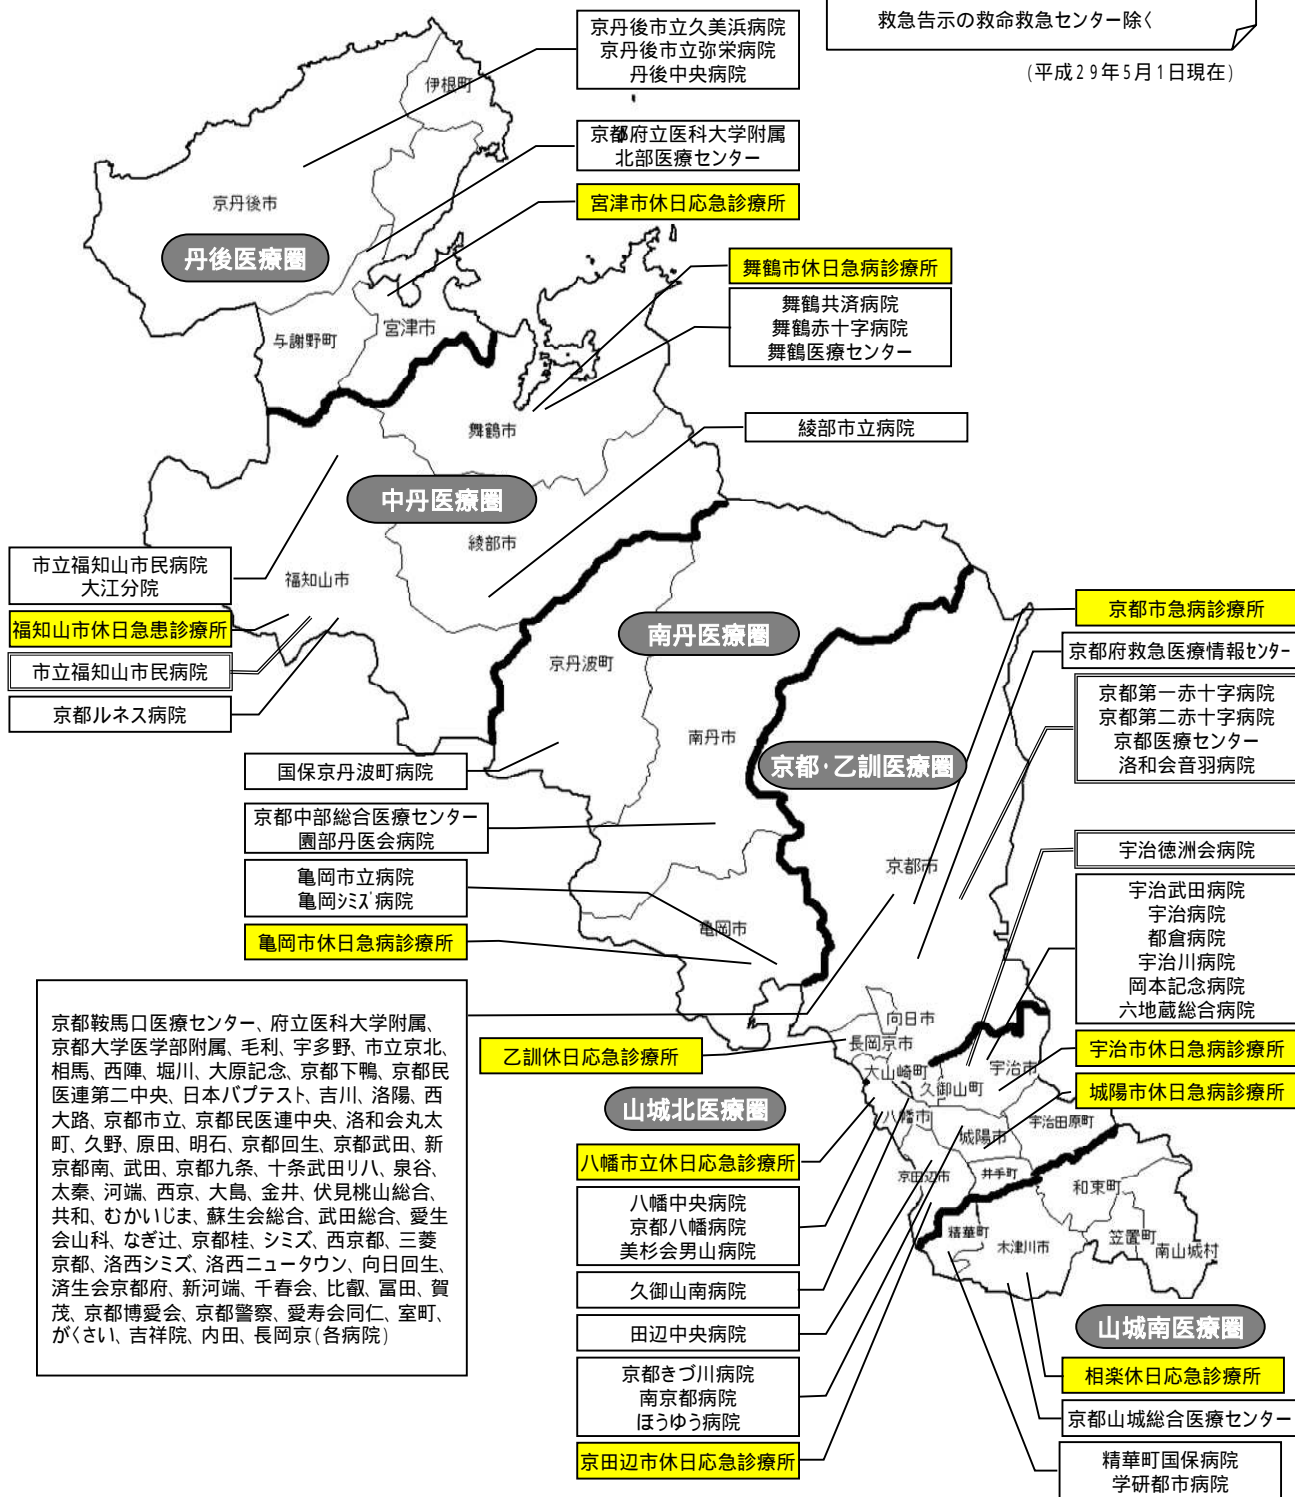 救急告示の救命救急センター除く
(平成29年5月1日現在)
京丹後市立久美浜病院
京丹後市立弥栄病院
丹後中央病院
伊根町
京都府立医科大学附属
北部医療センター
京丹後市
宮津市休日応急診療所
丹後医療圏
舞鶴市休日急病診療所
舞鶴共済病院
舞鶴赤十字病院
舞鶴医療センター
宮津市
与謝野町
綾部市立病院
舞鶴市
中丹医療圏
綾部市
市立福知山市民病院
大江分院
福知山市
福知山市休日急患診療所
市立福知山市民病院
京都ルネス病院
南丹医療圏
京丹波町
京都市急病診療所
京都府救急医療情報センター
京都第一赤十字病院
京都第二赤十字病院
京都医療センター
洛和会音羽病院
南丹市
京都・乙訓医療圏
国保京丹波町病院
京都中部総合医療センター
園部丹医会病院
宇治徳洲会病院
京都市
亀岡市立病院
亀岡シミズ病院
亀岡市
亀岡市休日急病診療所
宇治武田病院
宇治病院
都倉病院
宇治川病院
岡本記念病院
六地蔵総合病院
京都鞍馬口医療センター、府立医科大学附属、
京都大学医学部附属、毛利、宇多野、市立京北、
相馬、西陣、堀川、大原記念、京都下鴨、京都民
医連第二中央、日本バプテスト、吉川、洛陽、西
大路、京都市立、京都民医連中央、洛和会丸太
町、久野、原田、明石、京都回生、京都武田、新
京都南、武田、京都九条、十条武田リハ、泉谷、
太秦、河端、西京、大島、金井、伏見桃山総合、
共和、むかいじま、蘇生会総合、武田総合、愛生
会山科、なぎ辻、京都桂、シミズ、西京都、三菱
京都、洛西シミズ、洛西ニュータウン、向日回生、
済生会京都府、新河端、千春会、比叡、冨田、賀
茂、京都博愛会、京都警察、愛寿会同仁、室町、
がくさい、吉祥院、内田、長岡京(各病院)
向日市
長岡京市
乙訓休日応急診療所
大山崎町
久御山町
宇治市
宇治市休日急病診療所
城陽市休日急病診療所
山城北医療圏
八幡市
城陽市
宇治田原町
八幡市立休日応急診療所
京田辺市
井手町
和束町
八幡中央病院
京都八幡病院
美杉会男山病院
精華町
木津川市
笠置町
南山城村
久御山南病院
田辺中央病院
山城南医療圏
京都きづ川病院
南京都病院
ほうゆう病院
相楽休日応急診療所
京都山城総合医療センター
京田辺市休日応急診療所
精華町国保病院
学研都市病院